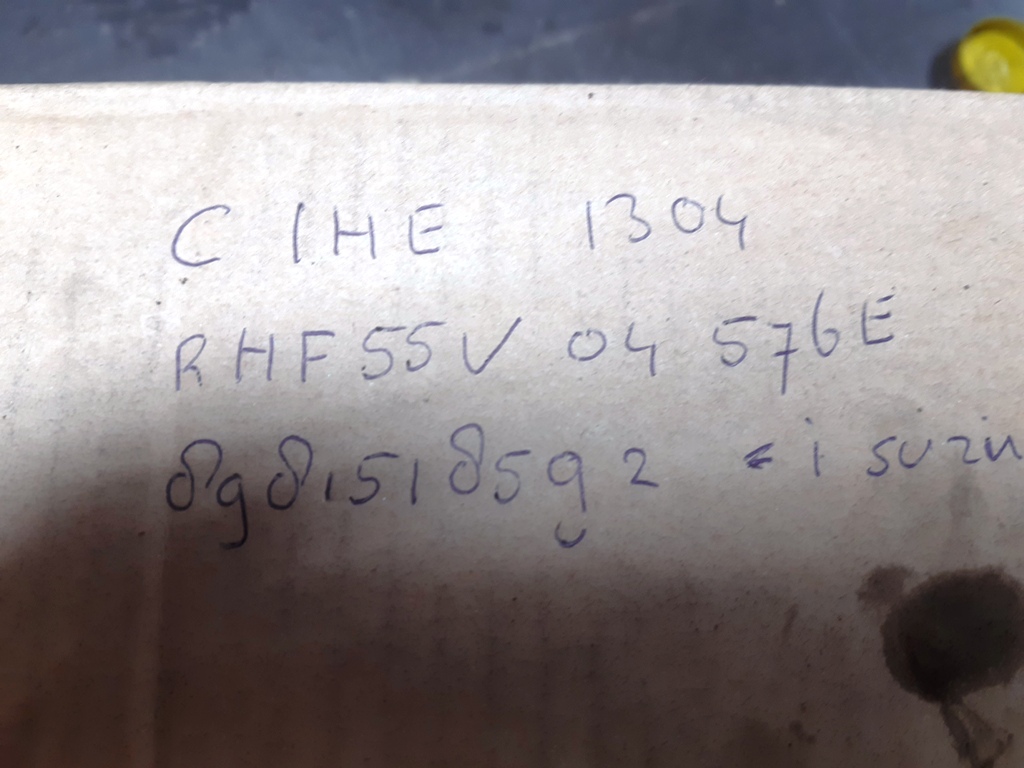 C IHE 1304
RHF55V 04 576E
8981518592 - isuzu